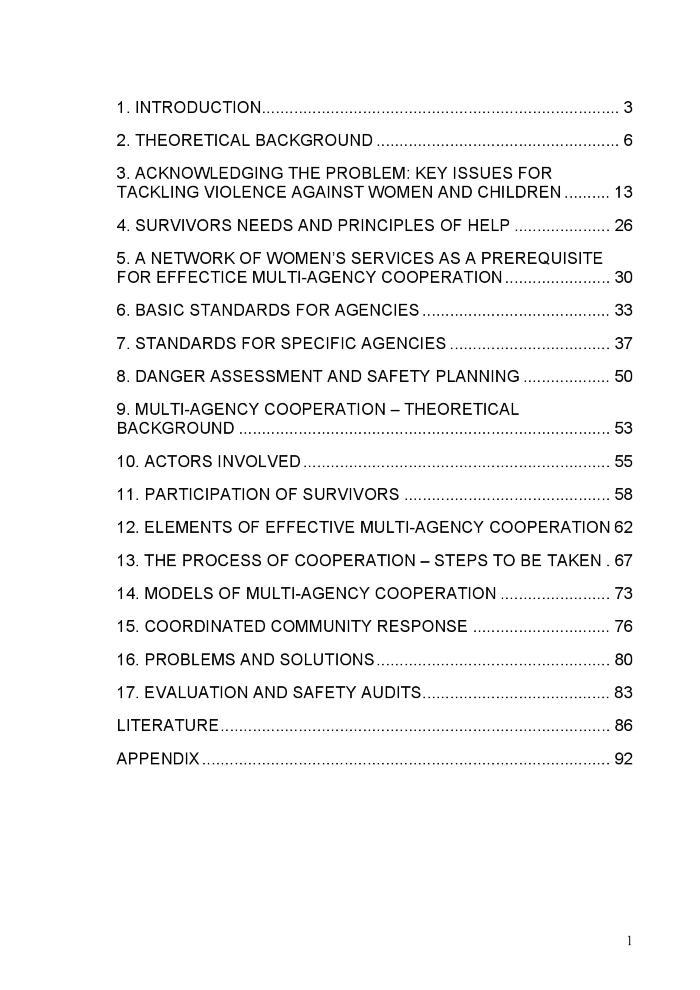 1. INTRODUCTION.............................................................................. 3
2. THEORETICAL BACKGROUND ..................................................... 6
3. ACKNOWLEDGING THE PROBLEM: KEY ISSUES FOR
TACKLING VIOLENCE AGAINST WOMEN AND CHILDREN .......... 13
4. SURVIVORS NEEDS AND PRINCIPLES OF HELP ..................... 26
5. A NETWORK OF WOMEN’S SERVICES AS A PREREQUISITE
FOR EFFECTICE MULTI-AGENCY COOPERATION ....................... 30
6. BASIC STANDARDS FOR AGENCIES ......................................... 33
7. STANDARDS FOR SPECIFIC AGENCIES ................................... 37
8. DANGER ASSESSMENT AND SAFETY PLANNING ................... 50
9. MULTI-AGENCY COOPERATION – THEORETICAL
BACKGROUND ................................................................................. 53
10. ACTORS INVOLVED ................................................................... 55
11. PARTICIPATION OF SURVIVORS ............................................. 58
12. ELEMENTS OF EFFECTIVE MULTI-AGENCY COOPERATION 62
13. THE PROCESS OF COOPERATION – STEPS TO BE TAKEN . 67
14. MODELS OF MULTI-AGENCY COOPERATION ........................ 73
15. COORDINATED COMMUNITY RESPONSE .............................. 76
16. PROBLEMS AND SOLUTIONS................................................... 80
17. EVALUATION AND SAFETY AUDITS......................................... 83
LITERATURE..................................................................................... 86
APPENDIX ......................................................................................... 92
1